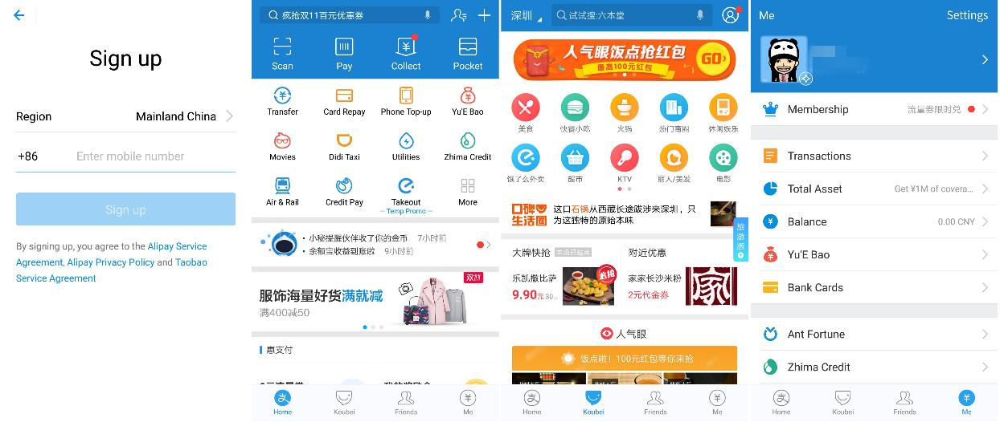 Sign up
Region
Mainland China
+86
Enter mobile number
Sign up
By signing up, you agree to the Alipay Service
Agreement, Alipay Privacy Policy and Taobao
Service Agreement
疯抢双11百元优惠券
Scan
Pay
Collect
Pocket
Transfer
Card Repay
Phone Top-up
Yu'E Bao
Movies
Didi Taxi
Utilities
Zhima Credit
Air & Rail
Credit Pay
Takeout
More
Temp Promo
小秘提醒伙伴收了你的金币 7小时前
余额宝收益到账啦 9小时前
双11
服饰海量好货满就减
满400减50
惠支付
Home
Koubei
Friends
Me
深圳
试试搜:六本堂
人气眼饭点抢红包
最高100元红包
GO
美食
快餐小吃
火锅
热门商圈
休闲娱乐
饿了么外卖
超市
KTV
丽人/美发
电影
口碑
生活圈
这口石锅从西藏长途跋涉来深圳，只
为这独特的原始本味
旅游版
大牌快抢
本场已结束
附近优惠
乐凯撒比萨
9.90元 30...
必抢
家家长沙米粉
2元代金券
家
人气眼
饭点啦！100元红包等你来抢
Home
Koubei
Friends
Me
Me
Settings
Membership
流量券限时兑
Transactions
Total Asset
Get ¥1M of covera...
Balance
0.00 CNY
Yu'E Bao
Bank Cards
Ant Fortune
Zhima Credit
Home
Koubei
Friends
Me